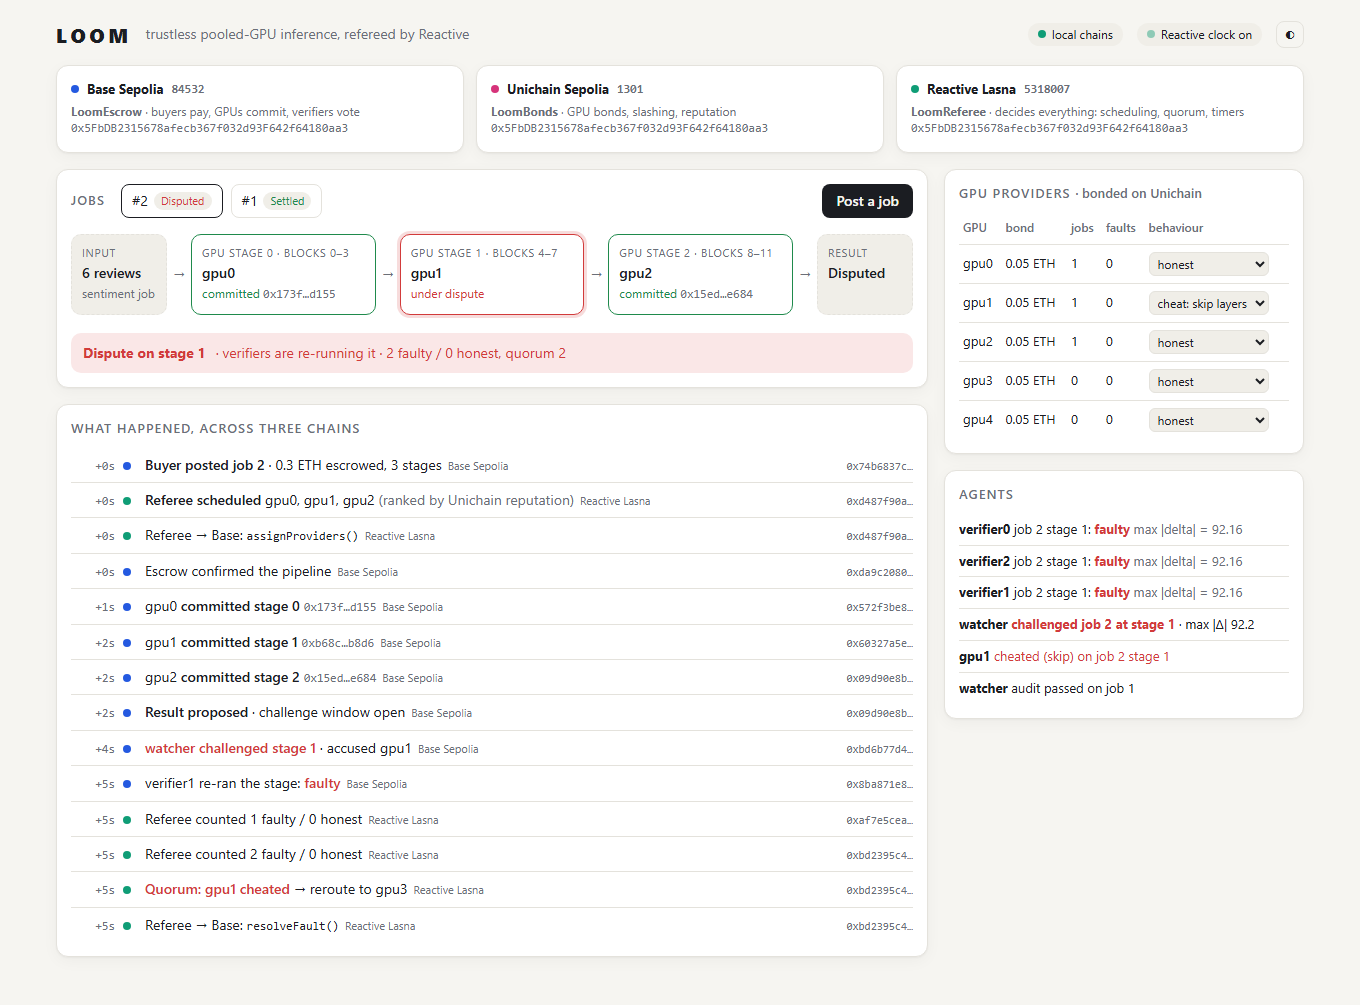 LOOM trustless pooled-GPU inference, refereed by Reactive
local chains
Reactive clock on
Base Sepolia 84532
LoomEscrow · buyers pay, GPUs commit, verifiers vote
0x5FbDB2315678afecb367f032d93F642f64180aa3
Unichain Sepolia 1301
LoomBonds · GPU bonds, slashing, reputation
0x5FbDB2315678afecb367f032d93F642f64180aa3
Reactive Lasna 5318007
LoomReferee · decides everything: scheduling, quorum, timers
0x5FbDB2315678afecb367f032d93F642f64180aa3
JOBS #2 Disputed #1 Settled Post a job
INPUT
6 reviews
sentiment job
→
GPU STAGE 0 · BLOCKS 0–3
gpu0
committed 0x173f…d155
→
GPU STAGE 1 · BLOCKS 4–7
gpu1
under dispute
→
GPU STAGE 2 · BLOCKS 8–11
gpu2
committed 0x15ed…e684
→
RESULT
Disputed
Dispute on stage 1 · verifiers are re-running it · 2 faulty / 0 honest, quorum 2
WHAT HAPPENED, ACROSS THREE CHAINS
+0s Buyer posted job 2 · 0.3 ETH escrowed, 3 stages Base Sepolia 0x74b6837c…
+0s Referee scheduled gpu0, gpu1, gpu2 (ranked by Unichain reputation) Reactive Lasna 0xd487f90a…
+0s Referee → Base: assignProviders() Reactive Lasna 0xd487f90a…
+0s Escrow confirmed the pipeline Base Sepolia 0xda9c2080…
+1s gpu0 committed stage 0 0x173f…d155 Base Sepolia 0x572f3be8…
+2s gpu1 committed stage 1 0xb68c…b8d6 Base Sepolia 0x60327a5e…
+2s gpu2 committed stage 2 0x15ed…e684 Base Sepolia 0x09d90e8b…
+2s Result proposed · challenge window open Base Sepolia 0x09d90e8b…
+4s watcher challenged stage 1 · accused gpu1 Base Sepolia 0xbd6b77d4…
+5s verifier1 re-ran the stage: faulty Base Sepolia 0x8ba871e8…
+5s Referee counted 1 faulty / 0 honest Reactive Lasna 0xaf7e5cea…
+5s Referee counted 2 faulty / 0 honest Reactive Lasna 0xbd2395c4…
+5s Quorum: gpu1 cheated → reroute to gpu3 Reactive Lasna 0xbd2395c4…
+5s Referee → Base: resolveFault() Reactive Lasna 0xbd2395c4…
GPU PROVIDERS · bonded on Unichain
GPU bond jobs faults behaviour
gpu0 0.05 ETH 1 0 honest
gpu1 0.05 ETH 1 0 cheat: skip layers
gpu2 0.05 ETH 1 0 honest
gpu3 0.05 ETH 0 0 honest
gpu4 0.05 ETH 0 0 honest
AGENTS
verifier0 job 2 stage 1: faulty max |delta| = 92.16
verifier2 job 2 stage 1: faulty max |delta| = 92.16
verifier1 job 2 stage 1: faulty max |delta| = 92.16
watcher challenged job 2 at stage 1 · max |Δ| 92.2
gpu1 cheated (skip) on job 2 stage 1
watcher audit passed on job 1